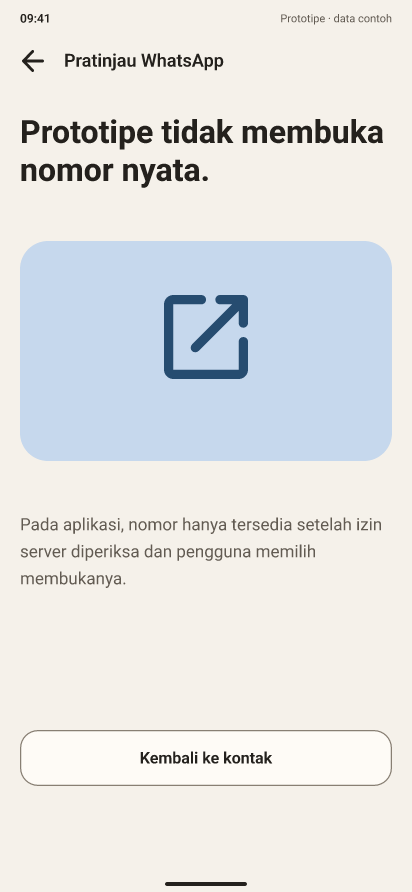 09:41
Prototipe · data contoh
Pratinjau WhatsApp
Prototipe tidak membuka
nomor nyata.
Pada aplikasi, nomor hanya tersedia setelah izin
server diperiksa dan pengguna memilih
membukanya.
Kembali ke kontak